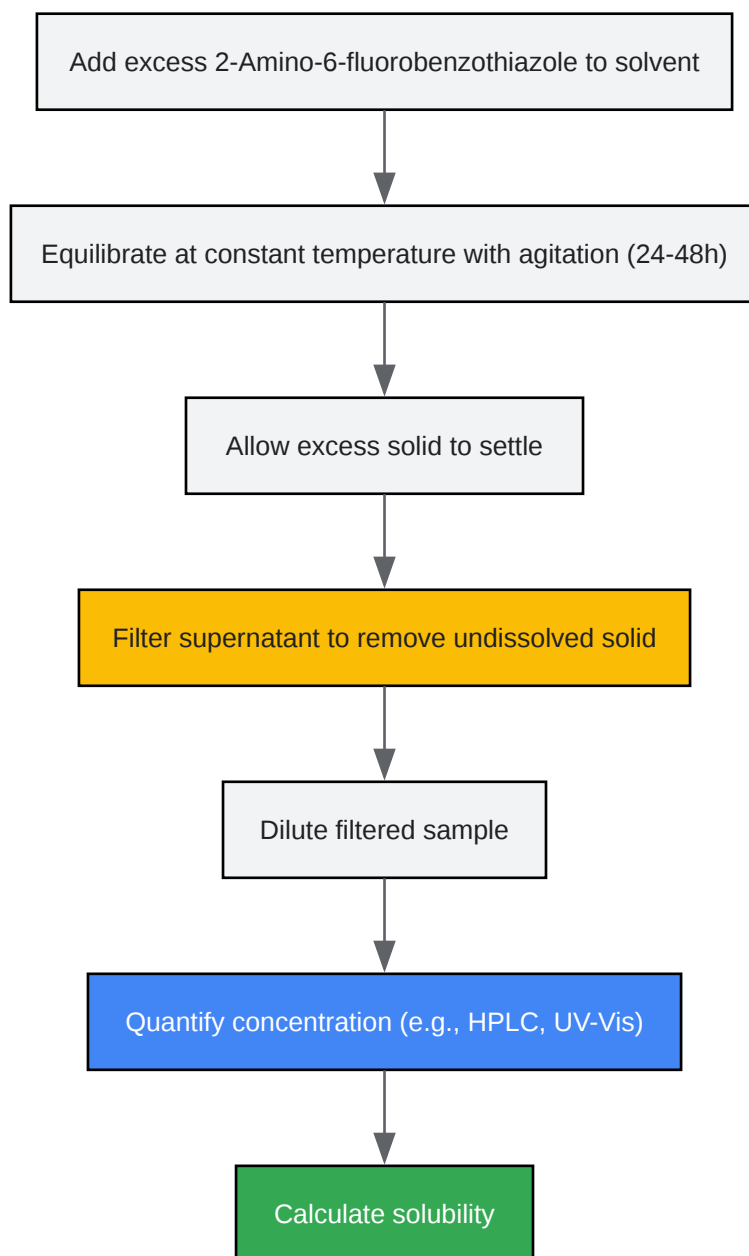 Add excess 2-Amino-6-fluorobenzothiazole to solvent
Equilibrate at constant temperature with agitation (24-48h)
Allow excess solid to settle
Filter supernatant to remove undissolved solid
Dilute filtered sample
Quantify concentration (e.g., HPLC, UV-Vis)
Calculate solubility